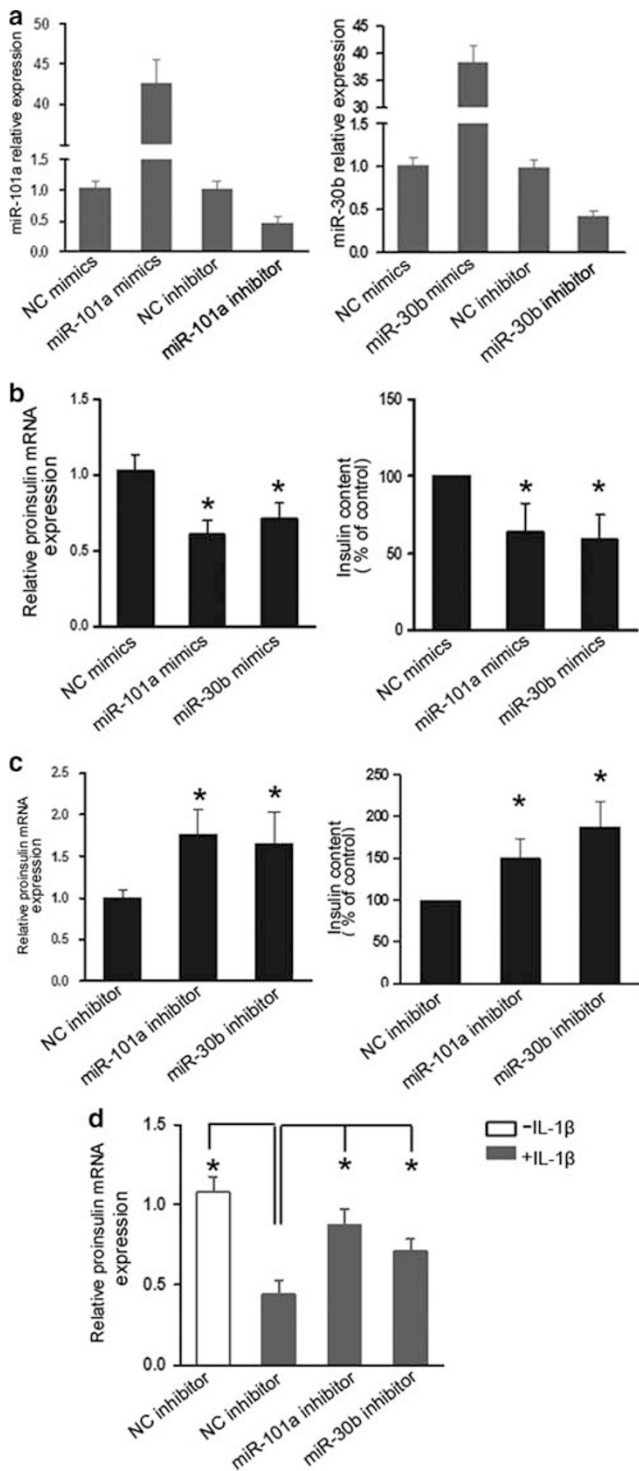 a
miR-101a relative expression
50
45
40
1.5
1.0
0.5
0.0
NC mimics
miR-101a mimics
NC inhibitor
miR-101a inhibitor
miR-30b relative expression
45
40
35
30
1.5
1.0
0.5
0.0
NC mimics
miR-30b mimics
NC inhibitor
miR-30b inhibitor
b
Relative proinsulin mRNA
expression
1.5
1.0
0.5
0.0
* *
NC mimics
miR-101a mimics
miR-30b mimics
Insulin content
( % of control)
150
100
50
0
* *
NC mimics
miR-101a mimics
miR-30b mimics
c
Relative proinsulin mRNA
expression
2.5
2.0
1.5
1.0
0.5
0.0
* *
NC inhibitor
miR-101a inhibitor
miR-30b inhibitor
Insulin content
( % of control)
250
200
150
100
50
0
* *
NC inhibitor
miR-101a inhibitor
miR-30b inhibitor
d
Relative proinsulin mRNA
expression
1.5
1.0
0.5
0.0
* * *
NC inhibitor
NC inhibitor
miR-101a inhibitor
miR-30b inhibitor
-IL-1β
+IL-1β